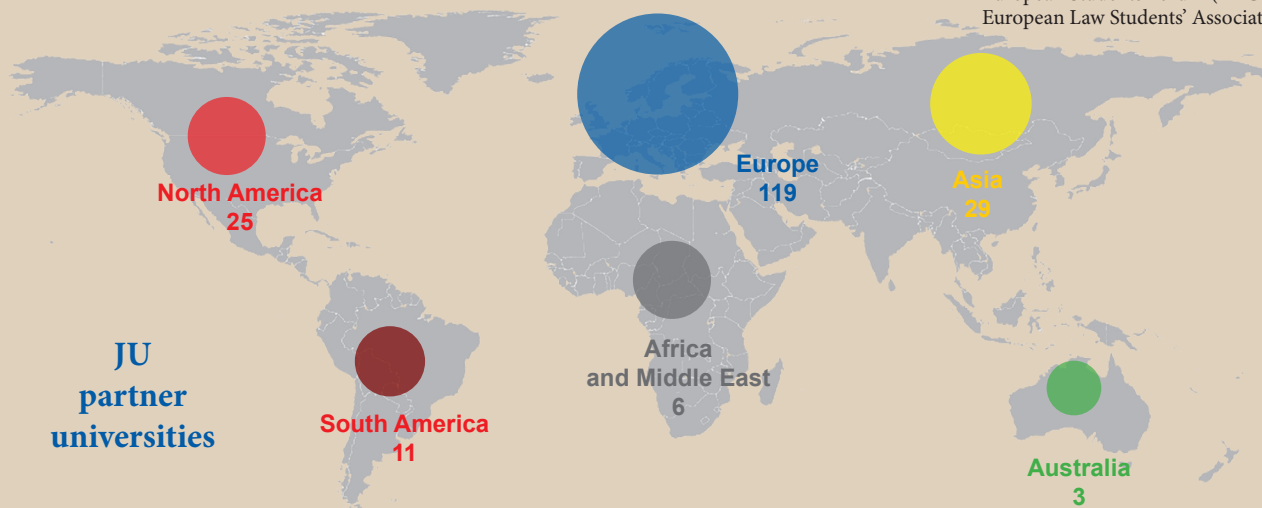 European Law Students' Associat
North America
25
Europe
119
Asia
29
Africa
and Middle East
6
South America
11
Australia
3
JU
partner
universities